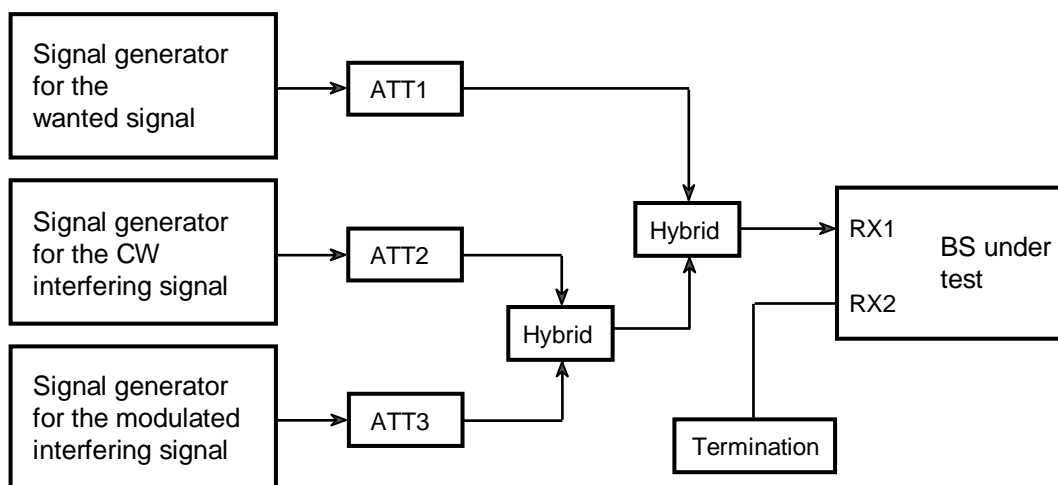 Signal generator
for the
wanted signal
ATT1
Signal generator
for the CW
interfering signal
ATT2
Hybrid
Signal generator
for the modulated
interfering signal
ATT3
Hybrid
RX1
BS under
test
RX2
Termination